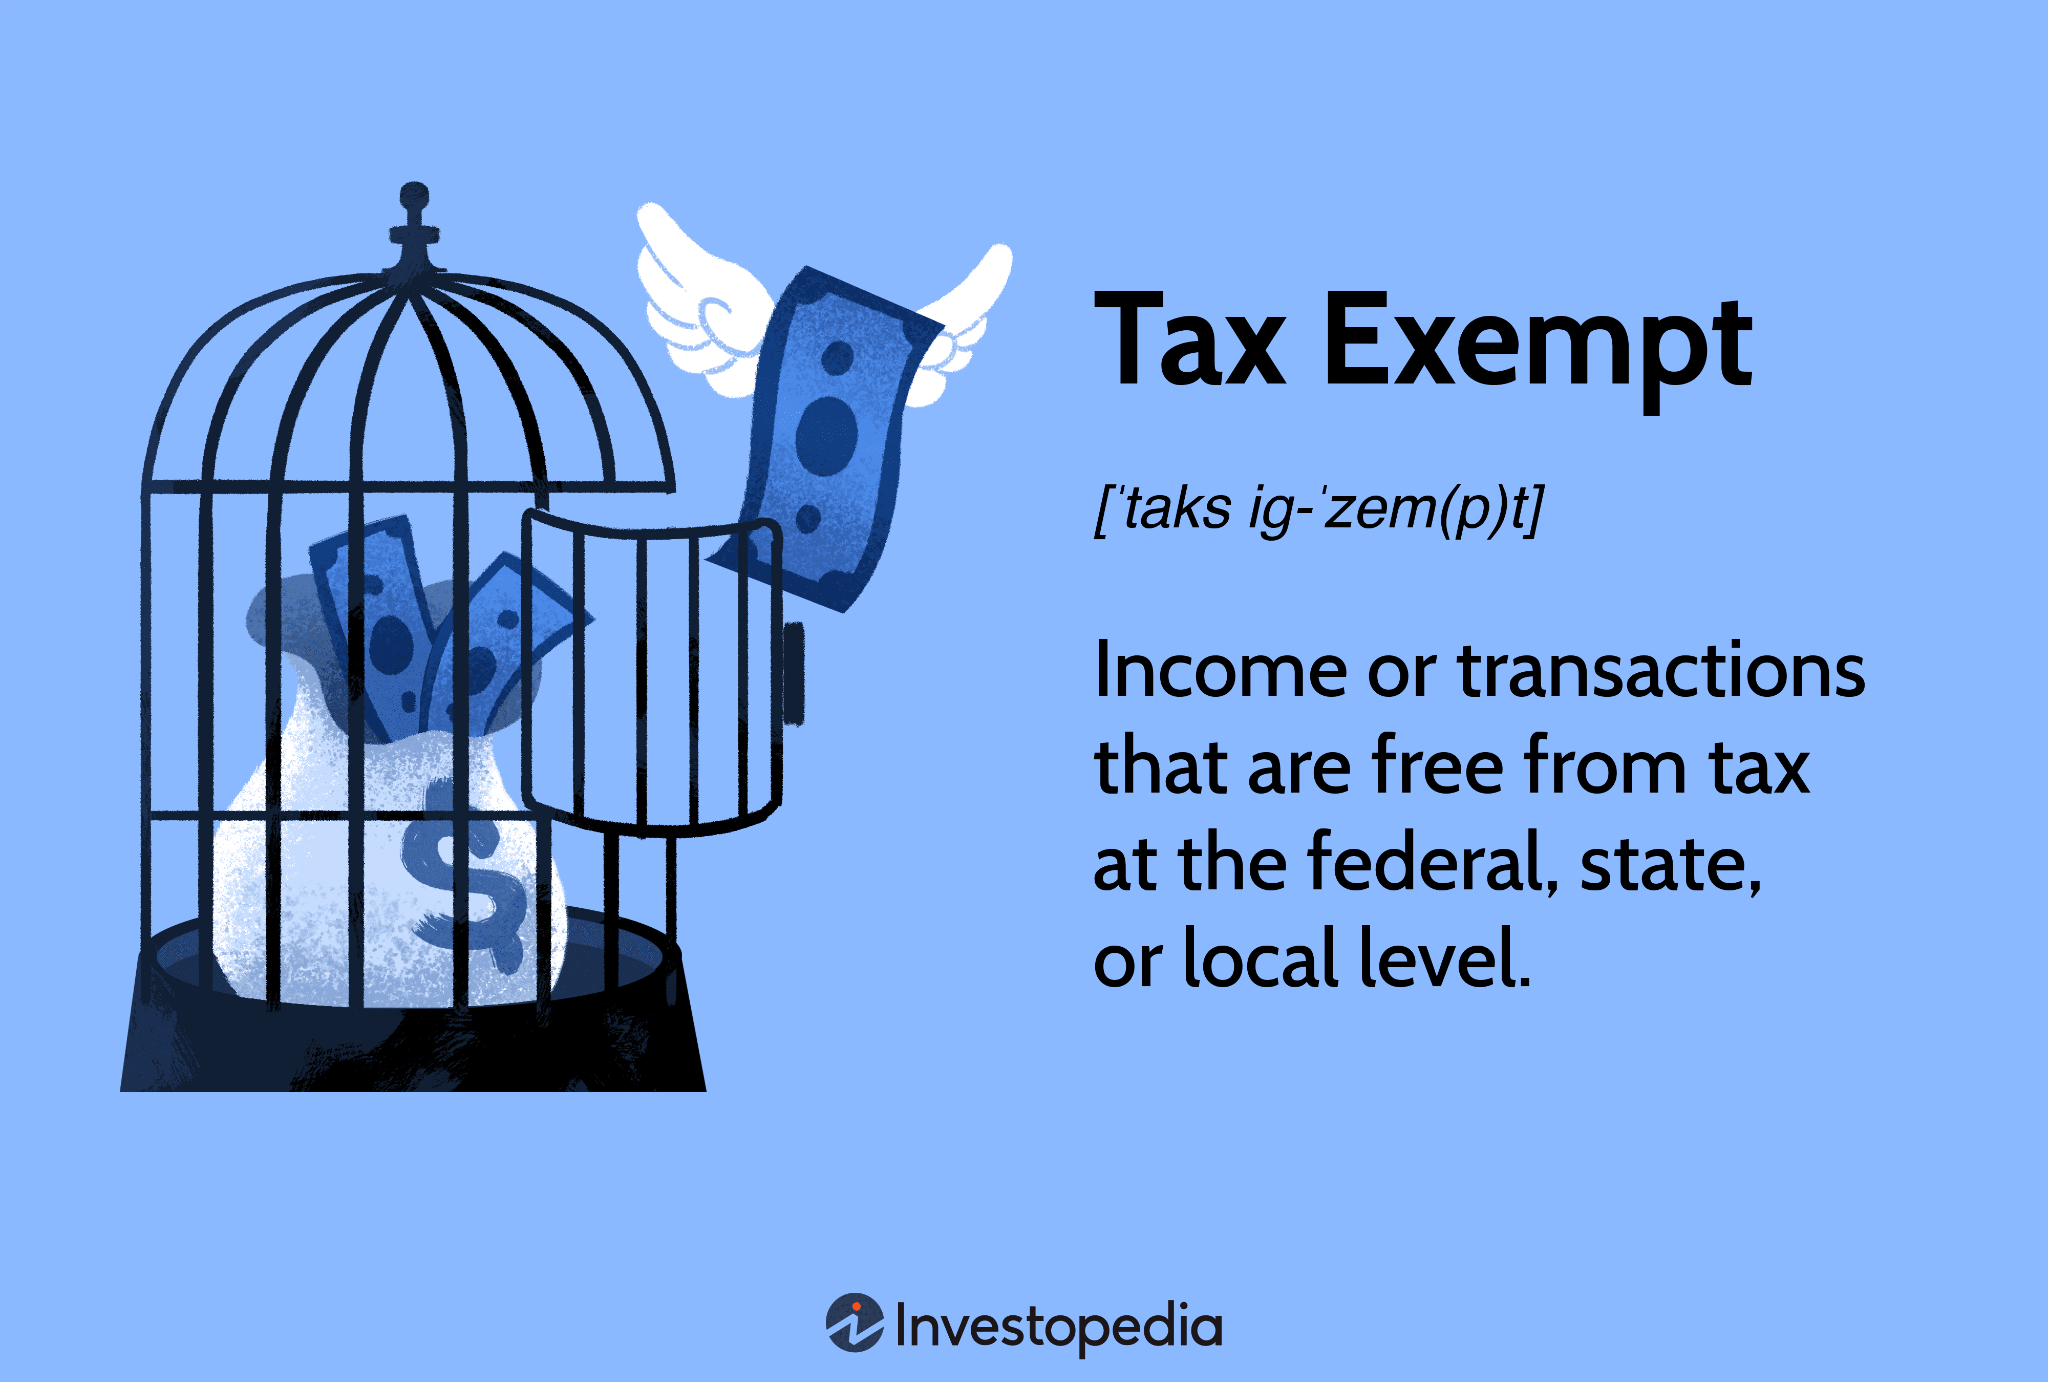 Tax Exempt
[ˈtaks ig-ˈzem(p)t]
Income or transactions
that are free from tax
at the federal, state,
or local level.
Investopedia